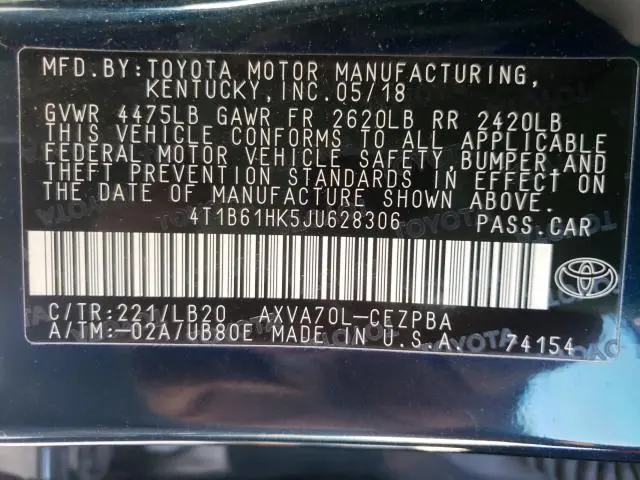 MFD.BY:TOYOTA MOTOR MANUFACTURING,
KENTUCKY,INC.05/18
GVWR 4475LB GAWR FR 2620LB RR 2420LB
THIS VEHICLE CONFORMS TO ALL APPLICABLE
FEDERAL MOTOR VEHICLE SAFETY,BUMPER,AND
THEFT PREVENTION STANDARDS IN EFFECT ON
THE DATE OF MANUFACTURE SHOWN ABOVE.
4T1B61HK5JU628306 PASS.CAR
C/TR:221/LB20 AXVA70L-CEZPBA
A/TM:-02A/UB80E MADE IN U.S.A. 74154